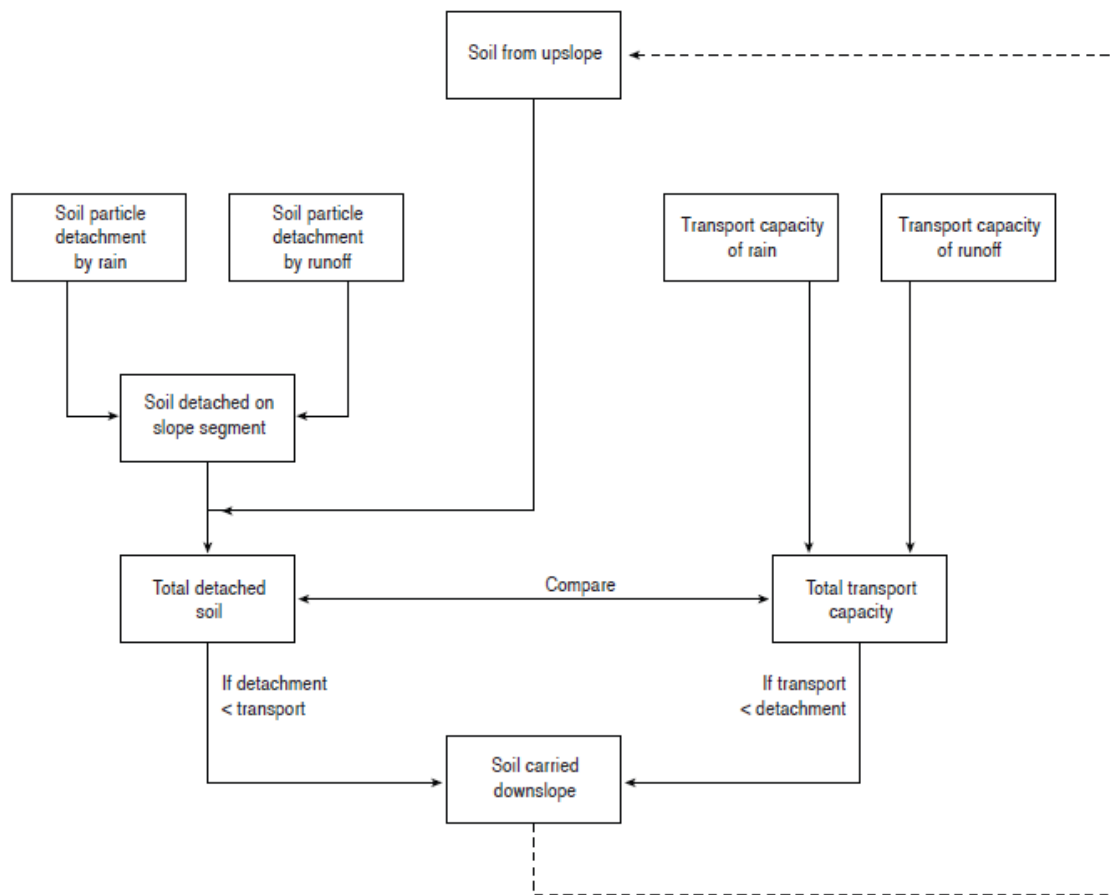 Soil from upslope
Soil particle
detachment
by rain
Soil particle
detachment
by runoff
Transport capacity
of rain
Transport capacity
of runoff
Soil detached on
slope segment
Total detached
soil
Compare
Total transport
capacity
If detachment
< transport
If transport
< detachment
Soil carried
downslope